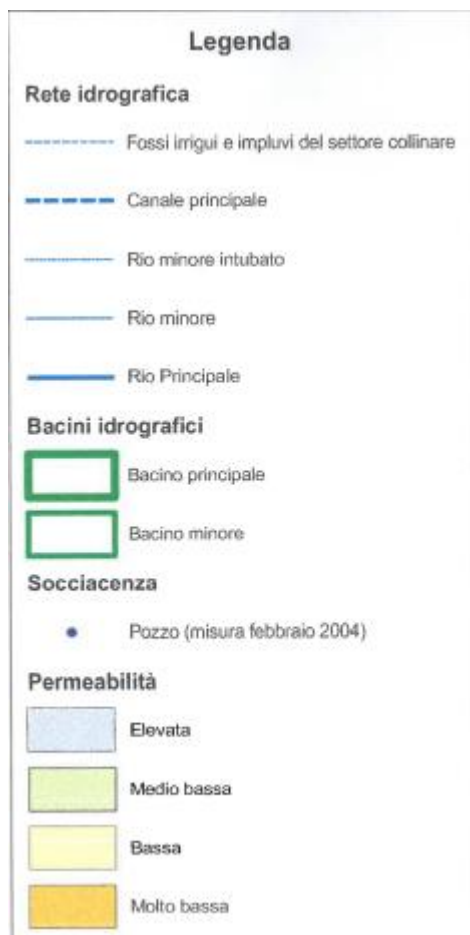 Legenda
Rete idrografica
Fossi irrigui e impluvi del settore collinare
Canale principale
Rio minore intubato
Rio minore
Rio Principale
Bacini idrografici
Bacino principale
Bacino minore
Socciacenza
Pozzo (misura febbraio 2004)
Permeabilità
Elevata
Medio bassa
Bassa
Molto bassa